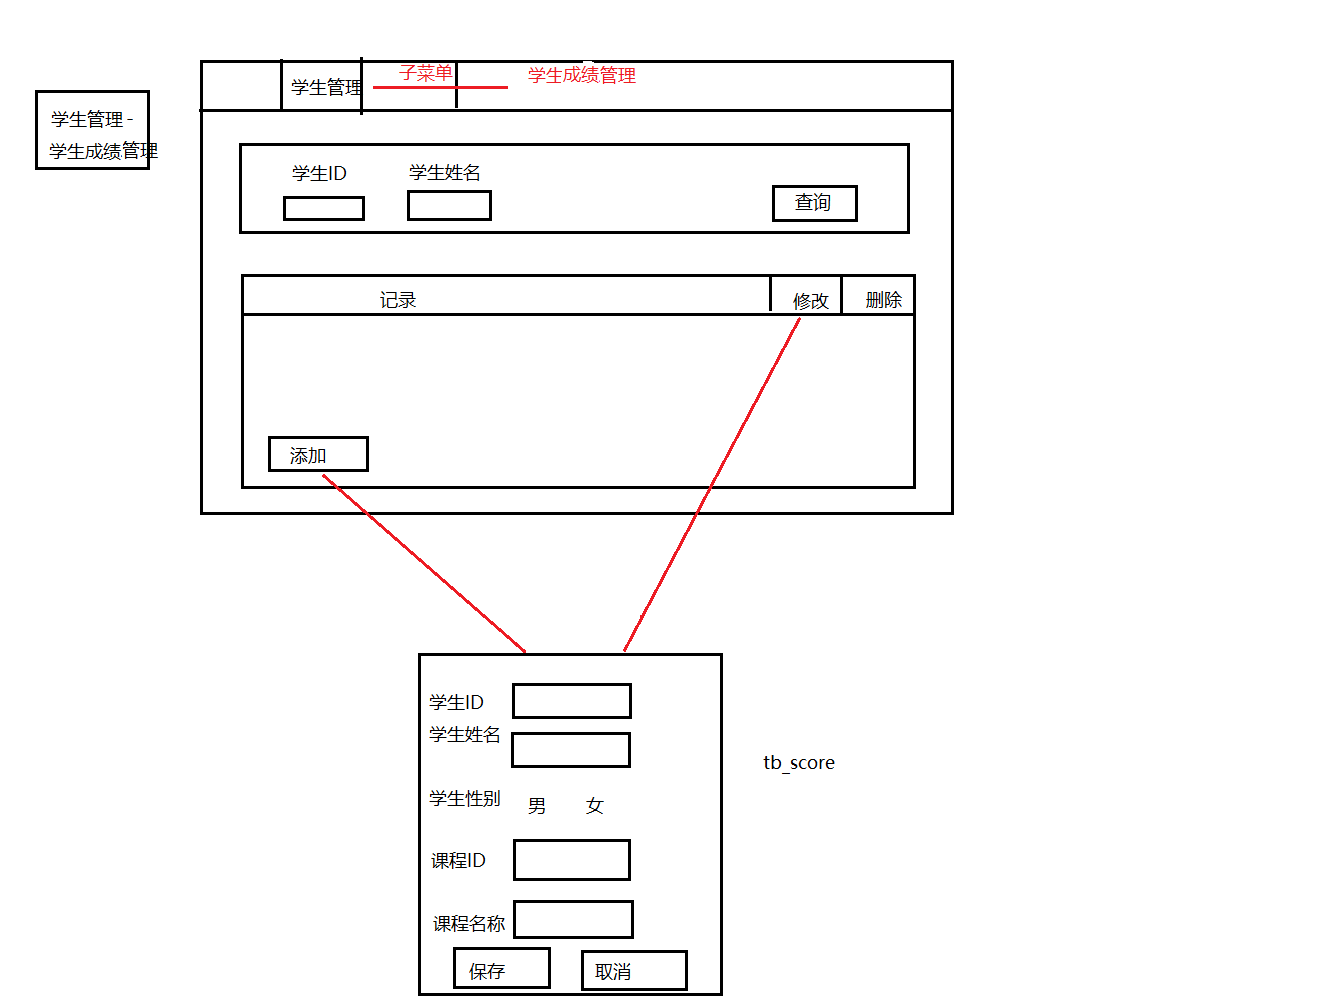 学生管理
子菜单
学生成绩管理
学生管理 -
学生成绩管理
学生ID
学生姓名
查询
记录
修改
删除
添加
学生ID
学生姓名
学生性别
男
女
课程ID
课程名称
保存
取消
tb_score